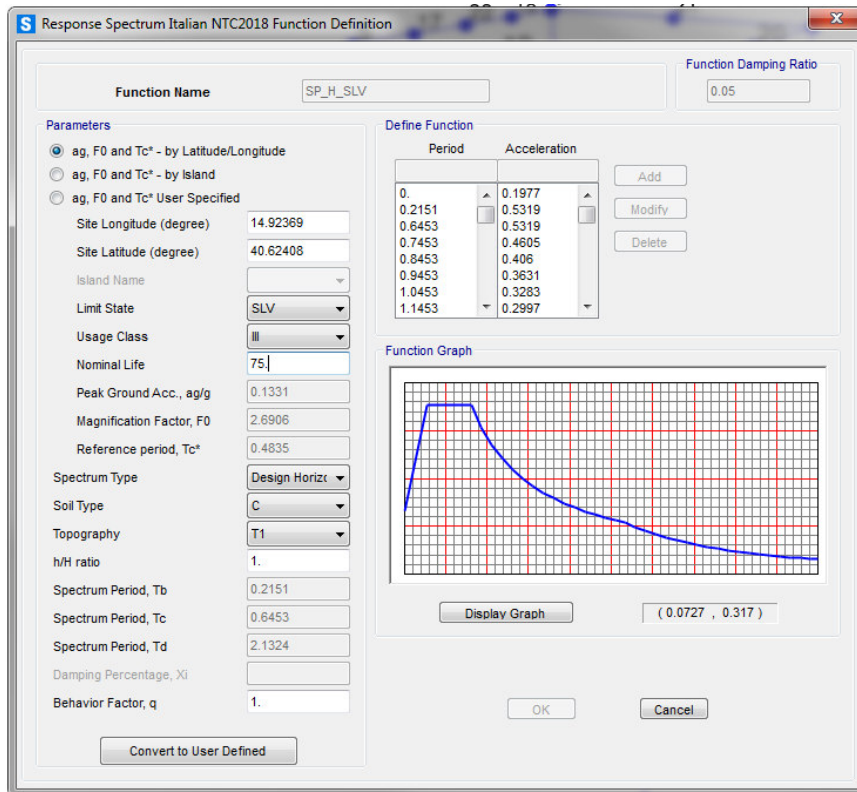 Response Spectrum Italian NTC2018 Function Definition
Function Damping Ratio
Function Name SP_H_SLV 0.05
Parameters
ag, F0 and Tc* - by Latitude/Longitude
ag, F0 and Tc* - by Island
ag, F0 and Tc* User Specified
Site Longitude (degree) 14.92369
Site Latitude (degree) 40.62408
Island Name
Limit State SLV
Usage Class III
Nominal Life 75.
Peak Ground Acc., ag/g 0.1331
Magnification Factor, F0 2.6906
Reference period, Tc* 0.4835
Spectrum Type Design Horizc
Soil Type C
Topography T1
h/H ratio 1.
Spectrum Period, Tb 0.2151
Spectrum Period, Tc 0.6453
Spectrum Period, Td 2.1324
Damping Percentage, Xi
Behavior Factor, q 1.
Convert to User Defined
Define Function
Period Acceleration
0. 0.1977
0.2151 0.5319
0.6453 0.5319
0.7453 0.4605
0.8453 0.406
0.9453 0.3631
1.0453 0.3283
1.1453 0.2997
Add
Modify
Delete
Function Graph
Display Graph ( 0.0727 , 0.317 )
OK Cancel